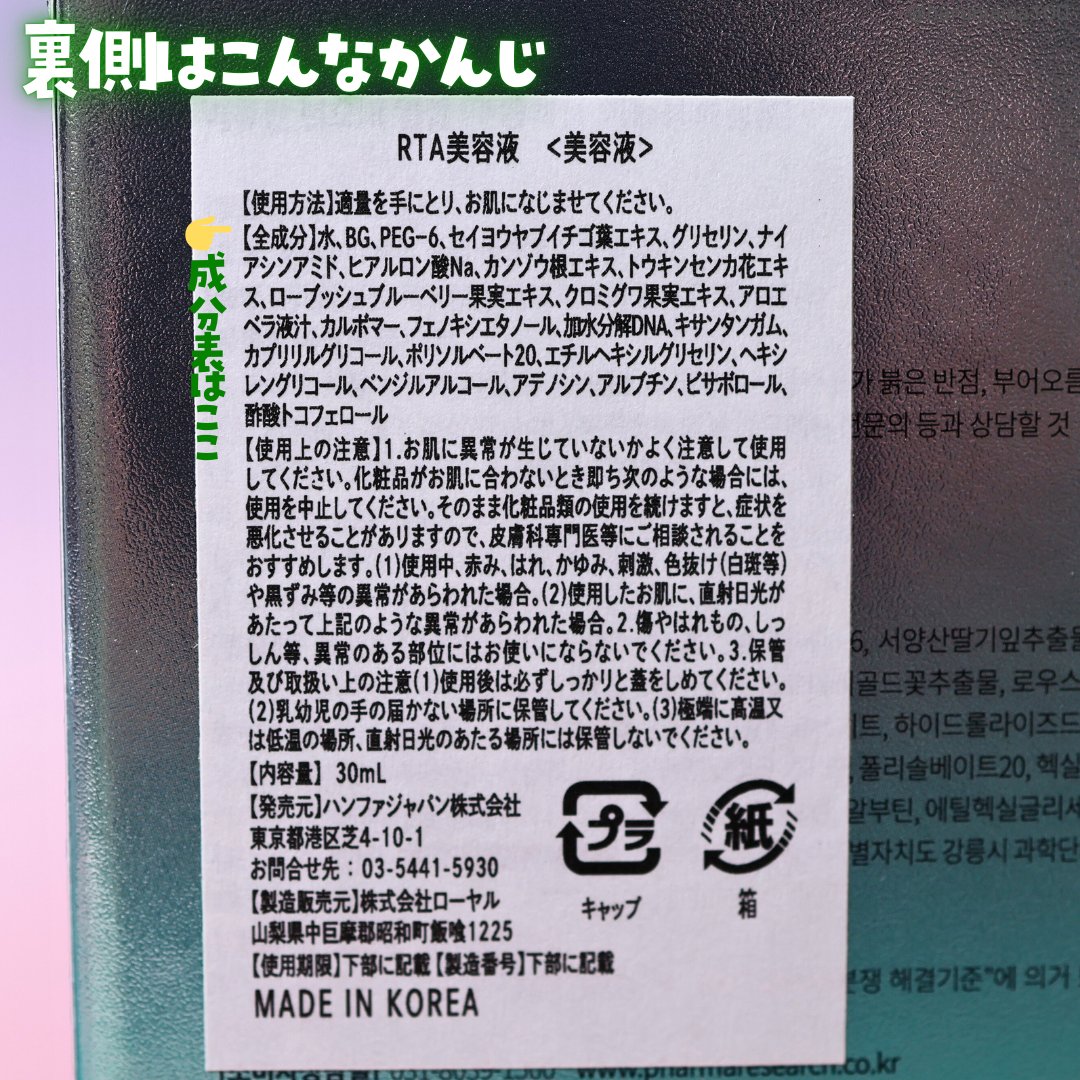 裏側はこんなかんじ
RTA美容液 <美容液>
【使用方法】適量を手にとり、お肌になじませてください。
【全成分】水、BG、PEG-6、セイヨウヤブイチゴ葉エキス、グリセリン、ナイ
アシンアミド、ヒアルロン酸Na、カンゾウ根エキス、トウキンセンカ花エキ
ス、ローブッシュブルーベリー果実エキス、クロミグワ果実エキス、アロエ
ベラ液汁、カルボマー、フェノキシエタノール、加水分解DNA、キサンタンガム、
カプリリルグリコール、ポリソルベート20、エチルヘキシルグリセリン、ヘキシ
レングリコール、ベンジルアルコール、アデノシン、アルブチン、ビサボロール、
酢酸トコフェロール
成分表はここ
【使用上の注意】1.お肌に異常が生じていないかよく注意して使用
してください。化粧品がお肌に合わないとき即ち次のような場合には、
使用を中止してください。そのまま化粧品類の使用を続けますと、症状を
悪化させることがありますので、皮膚科専門医等にご相談されることを
おすすめします。(1)使用中、赤み、はれ、かゆみ、刺激、色抜け(白斑等)
や黒ずみ等の異常があらわれた場合。(2)使用したお肌に、直射日光が
あたって上記のような異常があらわれた場合。2.傷やはれもの、しっ
しん等、異常のある部位にはお使いにならないでください。3.保管
及び取扱い上の注意(1)使用後は必ずしっかりと蓋をしめてください。
(2)乳幼児の手の届かない場所に保管してください。(3)極端に高温又
は低温の場所、直射日光のあたる場所には保管しないでください。
【内容量】 30mL
【発売元】ハンファジャパン株式会社
東京都港区芝4-10-1
お問合せ先：03-5441-5930
【製造販売元】株式会社ローヤル
山梨県中巨摩郡昭和町飯喰1225
【使用期限】下部に記載【製造番号】下部に記載
MADE IN KOREA
プラ
キャップ
紙
箱
가 붉은 반점, 부어오름
전문의 등과 상담할 것
6, 서양산딸기잎추출물
골드꽃추출물, 로우스
트, 하이드롤라이즈드
, 폴리솔베이트20, 헥실
알부틴, 에틸헥실글리세
별자치도 강릉시 과학단
분쟁 해결기준"에 의거
www.pharmaresearch.co.kr